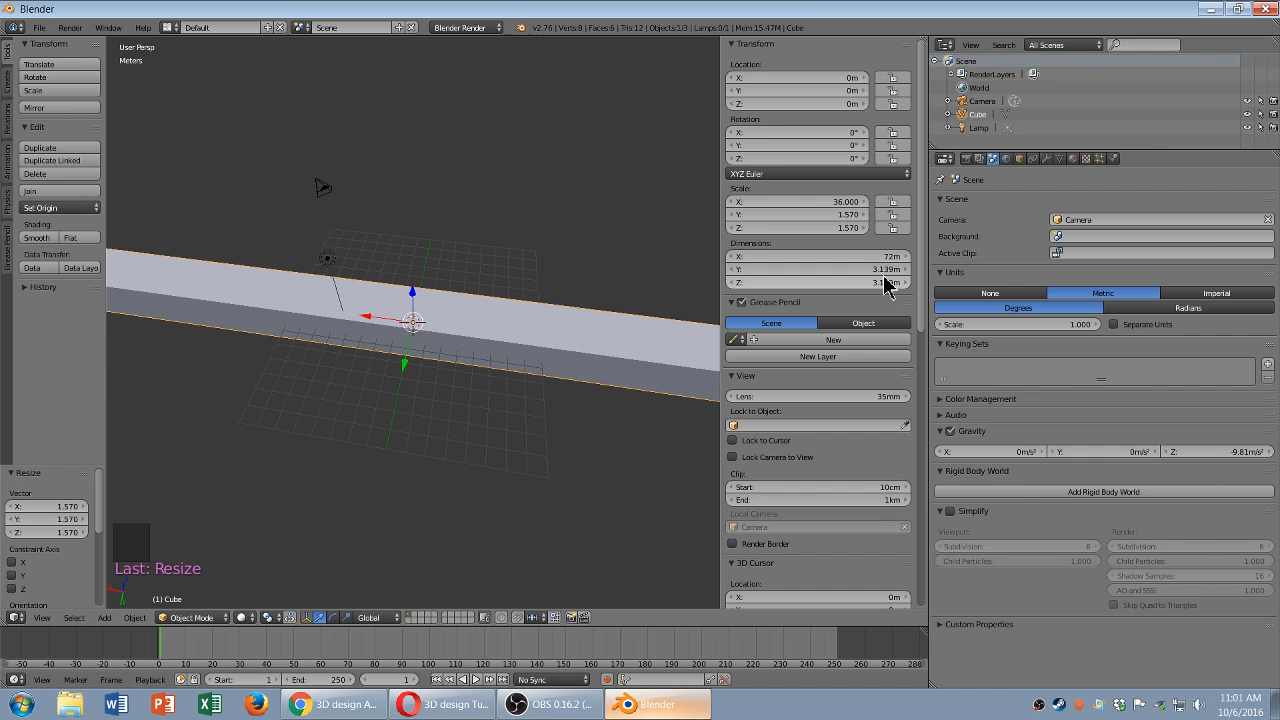 Blender
File Render Window Help Default Scene Blender Render v2.76 | Verts:8 | Faces:6 | Tris:12 | Objects:1/3 | Lamps:0/1 | Mem:15.47M | Cube
Transform
Translate
Rotate
Scale
Mirror
Edit
Duplicate
Duplicate Linked
Delete
Join
Set Origin
Shading:
Smooth Flat
Data Transfer:
Data Data Layo
History
Tools
Create
Relations
Animation
Physics
Grease Pencil
Resize
Vector
X: 1.570
Y: 1.570
Z: 1.570
Constraint Axis
X
Y
Z
Orientation
User Persp
Meters
Last: Resize
(1) Cube
View Select Add Object Object Mode Global
Transform
Location:
X: 0m
Y: 0m
Z: 0m
Rotation:
X: 0°
Y: 0°
Z: 0°
XYZ Euler
Scale:
X: 36.000
Y: 1.570
Z: 1.570
Dimensions:
X: 72m
Y: 3.139m
Z:
Grease Pencil
Scene Object
New
New Layer
View
Lens: 35mm
Lock to Object:
Lock to Cursor
Lock Camera to View
Clip:
Start: 10cm
End: 1km
Local Camera:
Camera
Render Border
3D Cursor
Location:
X: 0m
View Search All Scenes
Scene
RenderLayers
World
Camera
Cube
Lamp
Scene
Scene
Camera: Camera
Background:
Active Clip:
Units
None Metric Imperial
Degrees Radians
Scale: 1.000 Separate Units
Keying Sets
Color Management
Audio
Gravity
X: 0m/s² Y: 0m/s² Z: -9.81m/s²
Rigid Body World
Add Rigid Body World
Simplify
Viewport: Render:
Subdivision: 6 Subdivision: 6
Child Particles: 1.000 Child Particles: 1.000
Shadow Samples: 16
AO and SSS: 1.000
Skip Quad to Triangles
Custom Properties
-50 -40 -30 -20 -10 0 10 20 30 40 50 60 70 80 90 100 110 120 130 140 150 160 170 180 190 200 210 220 230 240 250 260 270 280
View Marker Frame Playback Start: 1 End: 250 1 No Sync
3D design A... 3D design Tu... OBS 0.16.2 (... Blender
11:01 AM
10/6/2016